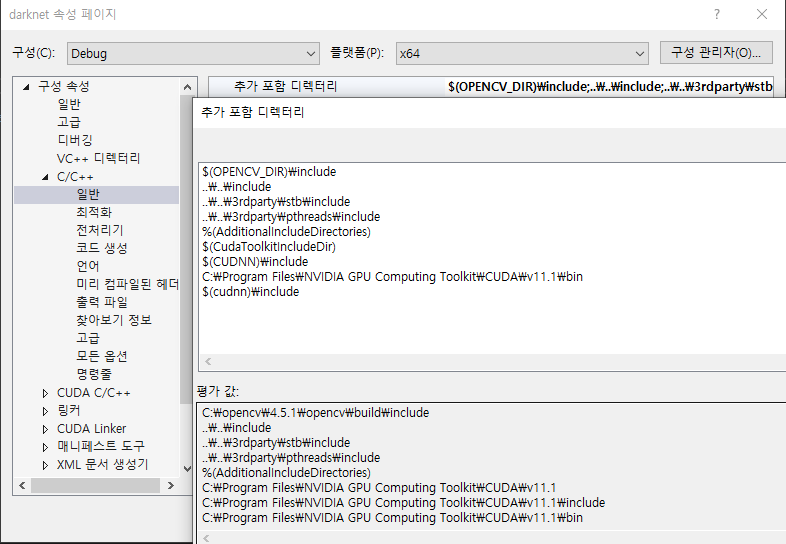 darknet 속성 페이지
구성(C): Debug 플랫폼(P): x64 구성 관리자(O)...
구성 속성
일반
고급
디버깅
VC++ 디렉터리
C/C++
일반
최적화
전처리기
코드 생성
언어
미리 컴파일된 헤더
출력 파일
찾아보기 정보
고급
모든 옵션
명령줄
CUDA C/C++
링커
CUDA Linker
매니페스트 도구
XML 문서 생성기
추가 포함 디렉터리 $(OPENCV_DIR)₩include;..₩..₩include;..₩..₩3rdparty₩stb
추가 포함 디렉터리
$(OPENCV_DIR)₩include
..₩..₩include
..₩..₩3rdparty₩stb₩include
..₩..₩3rdparty₩pthreads₩include
%(AdditionalIncludeDirectories)
$(CudaToolkitIncludeDir)
$(CUDNN)₩include
C:₩Program Files₩NVIDIA GPU Computing Toolkit₩CUDA₩v11.1₩bin
$(cudnn)₩include
평가 값:
C:₩opencv₩4.5.1₩opencv₩build₩include
..₩..₩include
..₩..₩3rdparty₩stb₩include
..₩..₩3rdparty₩pthreads₩include
%(AdditionalIncludeDirectories)
C:₩Program Files₩NVIDIA GPU Computing Toolkit₩CUDA₩v11.1
C:₩Program Files₩NVIDIA GPU Computing Toolkit₩CUDA₩v11.1₩include
C:₩Program Files₩NVIDIA GPU Computing Toolkit₩CUDA₩v11.1₩bin